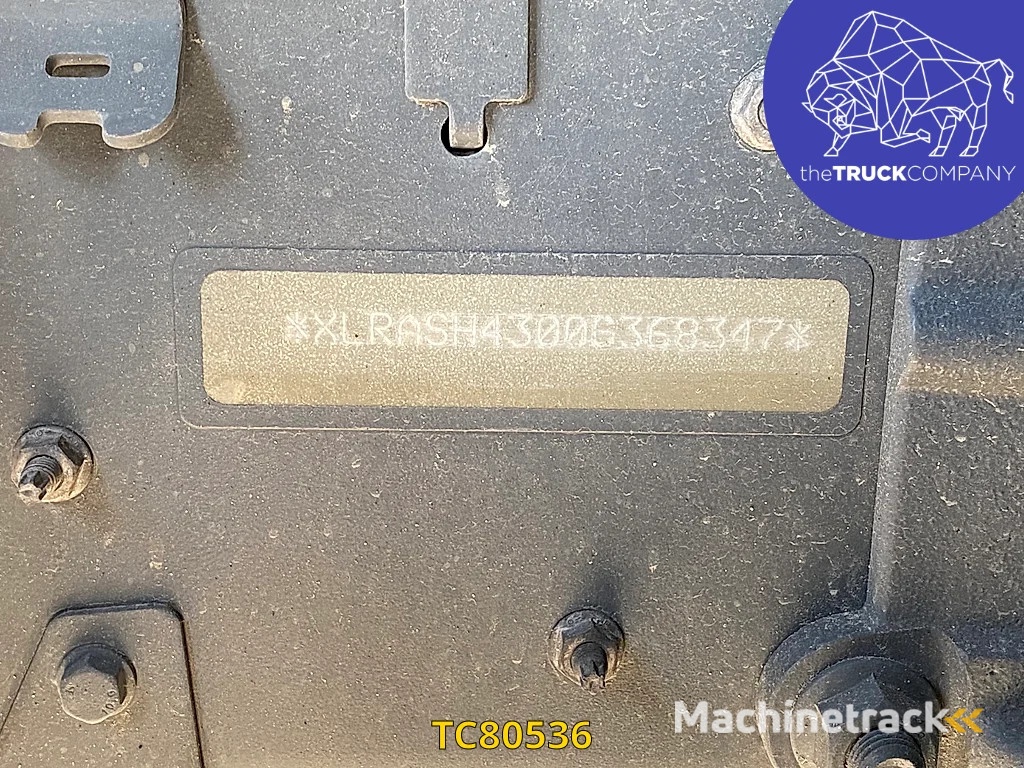 theTRUCKCOMPANY
*XLRASH4300G368347*
Machinetrack
TC80536